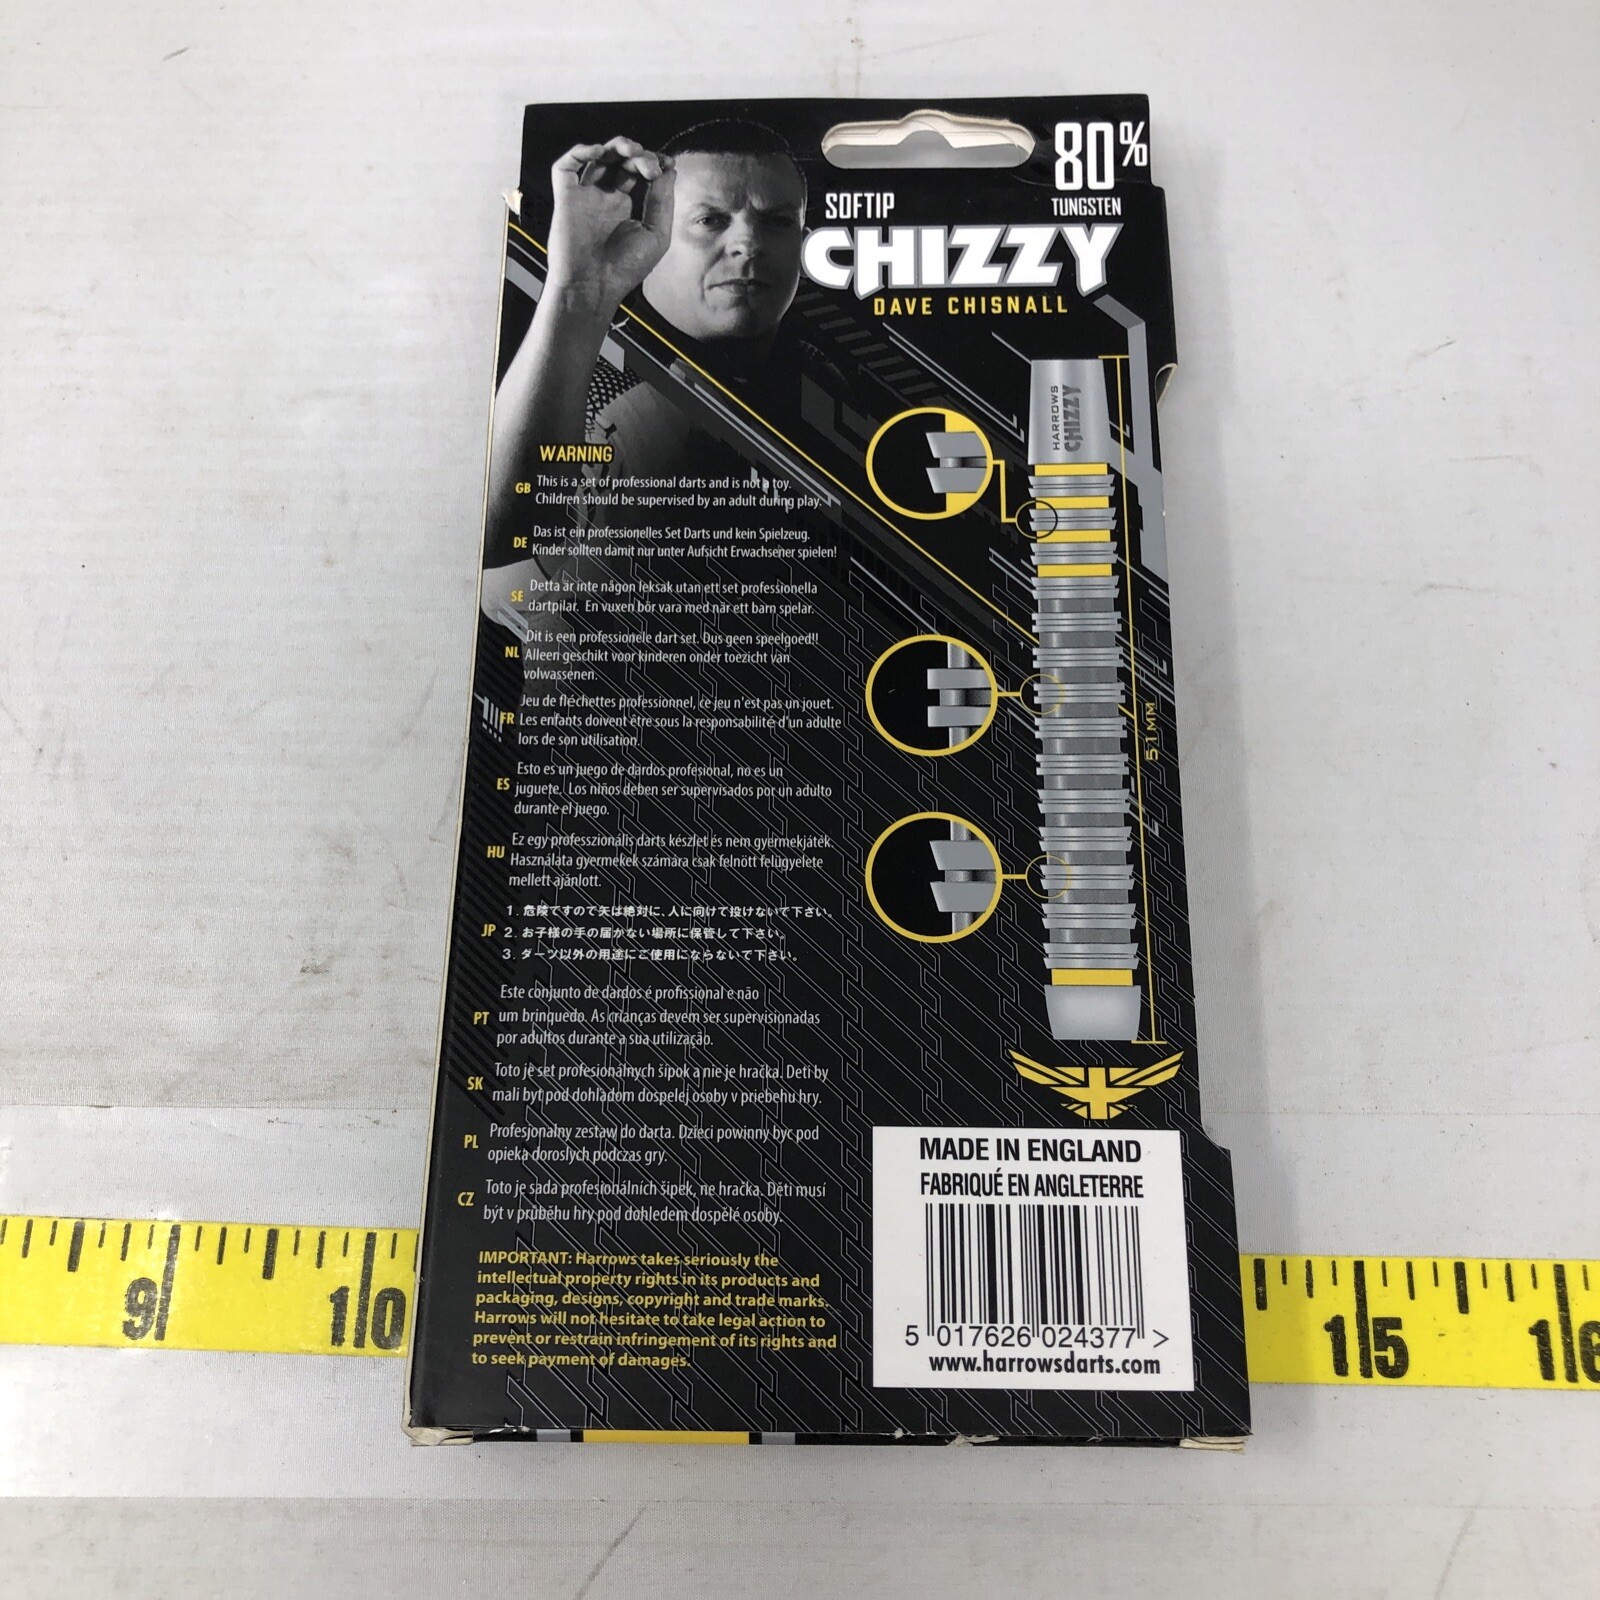 80%
TUNGSTEN
SOFTIP
CHIZZY
DAVE CHISNALL
HARROWS
CHIZZY
51MM
WARNING
GB This is a set of professional darts and is not a toy.
Children should be supervised by an adult during play.
DE Das ist ein professionelles Set Darts und kein Spielzeug.
Kinder sollten damit nur unter Aufsicht Erwachsener spielen!
SE Detta är inte någon leksak utan ett set professionella
dartpilar. En vuxen bör vara med när ett barn spelar.
NL Dit is een professionele dart set. Dus geen speelgoed!!
Alleen geschikt voor kinderen onder toezicht van
volwassenen.
FR Jeu de fléchettes professionnel, ce jeu n'est pas un jouet.
Les enfants doivent être sous la responsabilité d'un adulte
lors de son utilisation.
ES Esto es un juego de dardos profesional, no es un
juguete. Los niños deben ser supervisados por un adulto
durante el juego.
HU Ez egy professzionális darts készlet és nem gyermekjáték.
Használata gyermekek számára csak felnőtt felügyelete
mellett ajánlott.
JP 1. 危険ですので矢は絶対に、人に向けて投げないで下さい。
2. お子様の手の届かない場所に保管して下さい。
3. ダーツ以外の用途にご使用にならないで下さい。
PT Este conjunto de dardos é profissional e não
um brinquedo. As crianças devem ser supervisionadas
por adultos durante a sua utilização.
SK Toto je set profesionálnych šípok a nie je hračka. Deti by
mali byt pod dohľadom dospelej osoby v priebehu hry.
PL Profesjonalny zestaw do darta. Dzieci powinny byc pod
opieka doroslych podczas gry.
CZ Toto je sada profesionálních šipek, ne hračka. Děti musí
být v průběhu hry pod dohledem dospělé osoby.
IMPORTANT: Harrows takes seriously the
intellectual property rights in its products and
packaging, designs, copyright and trade marks.
Harrows will not hesitate to take legal action to
prevent or restrain infringement of its rights and
to seek payment of damages.
MADE IN ENGLAND
FABRIQUÉ EN ANGLETERRE
5 017626 024377 >
www.harrowsdarts.com
9 10 15 16